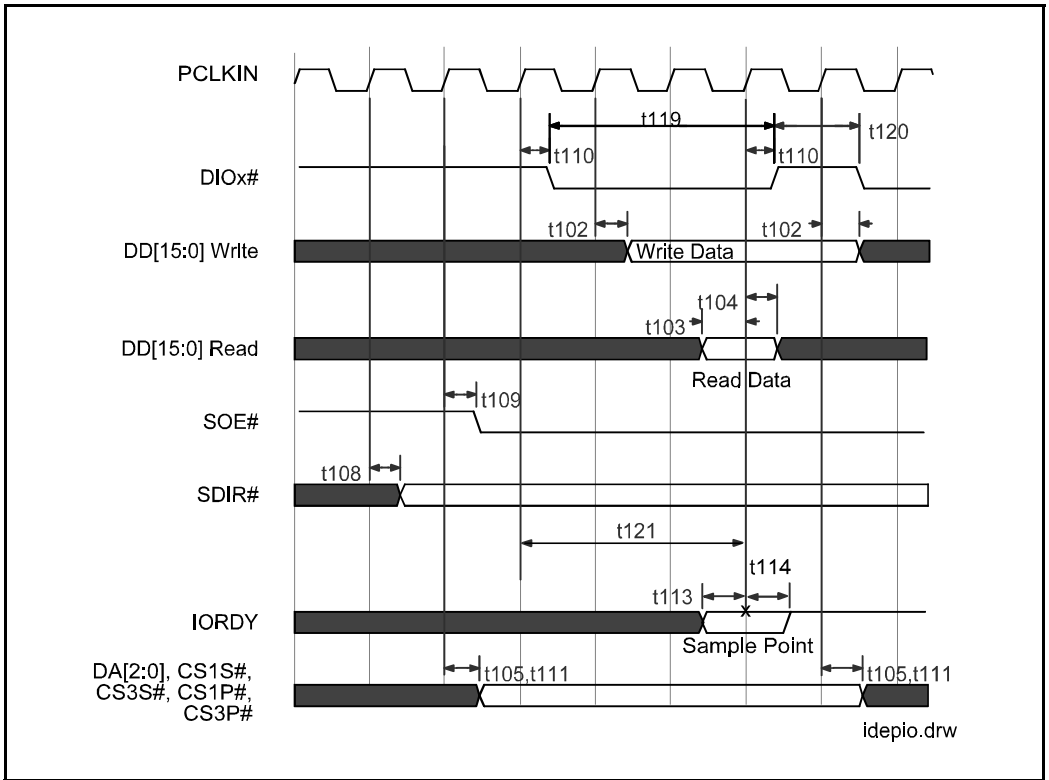 PCLKIN
t119
t120
t110
t110
DIOx#
t102
t102
DD[15:0] WrIte
Write Data
t104
t103
DD[15:0] Read
Read Data
t109
SOE#
t108
SDIR#
t121
t114
t113
IORDY
x
Sample Point
DA[2:0], CS1S#,
t105,t111
t105,t111
CS3S#, CS1P#,
CS3P#
idepio.drw